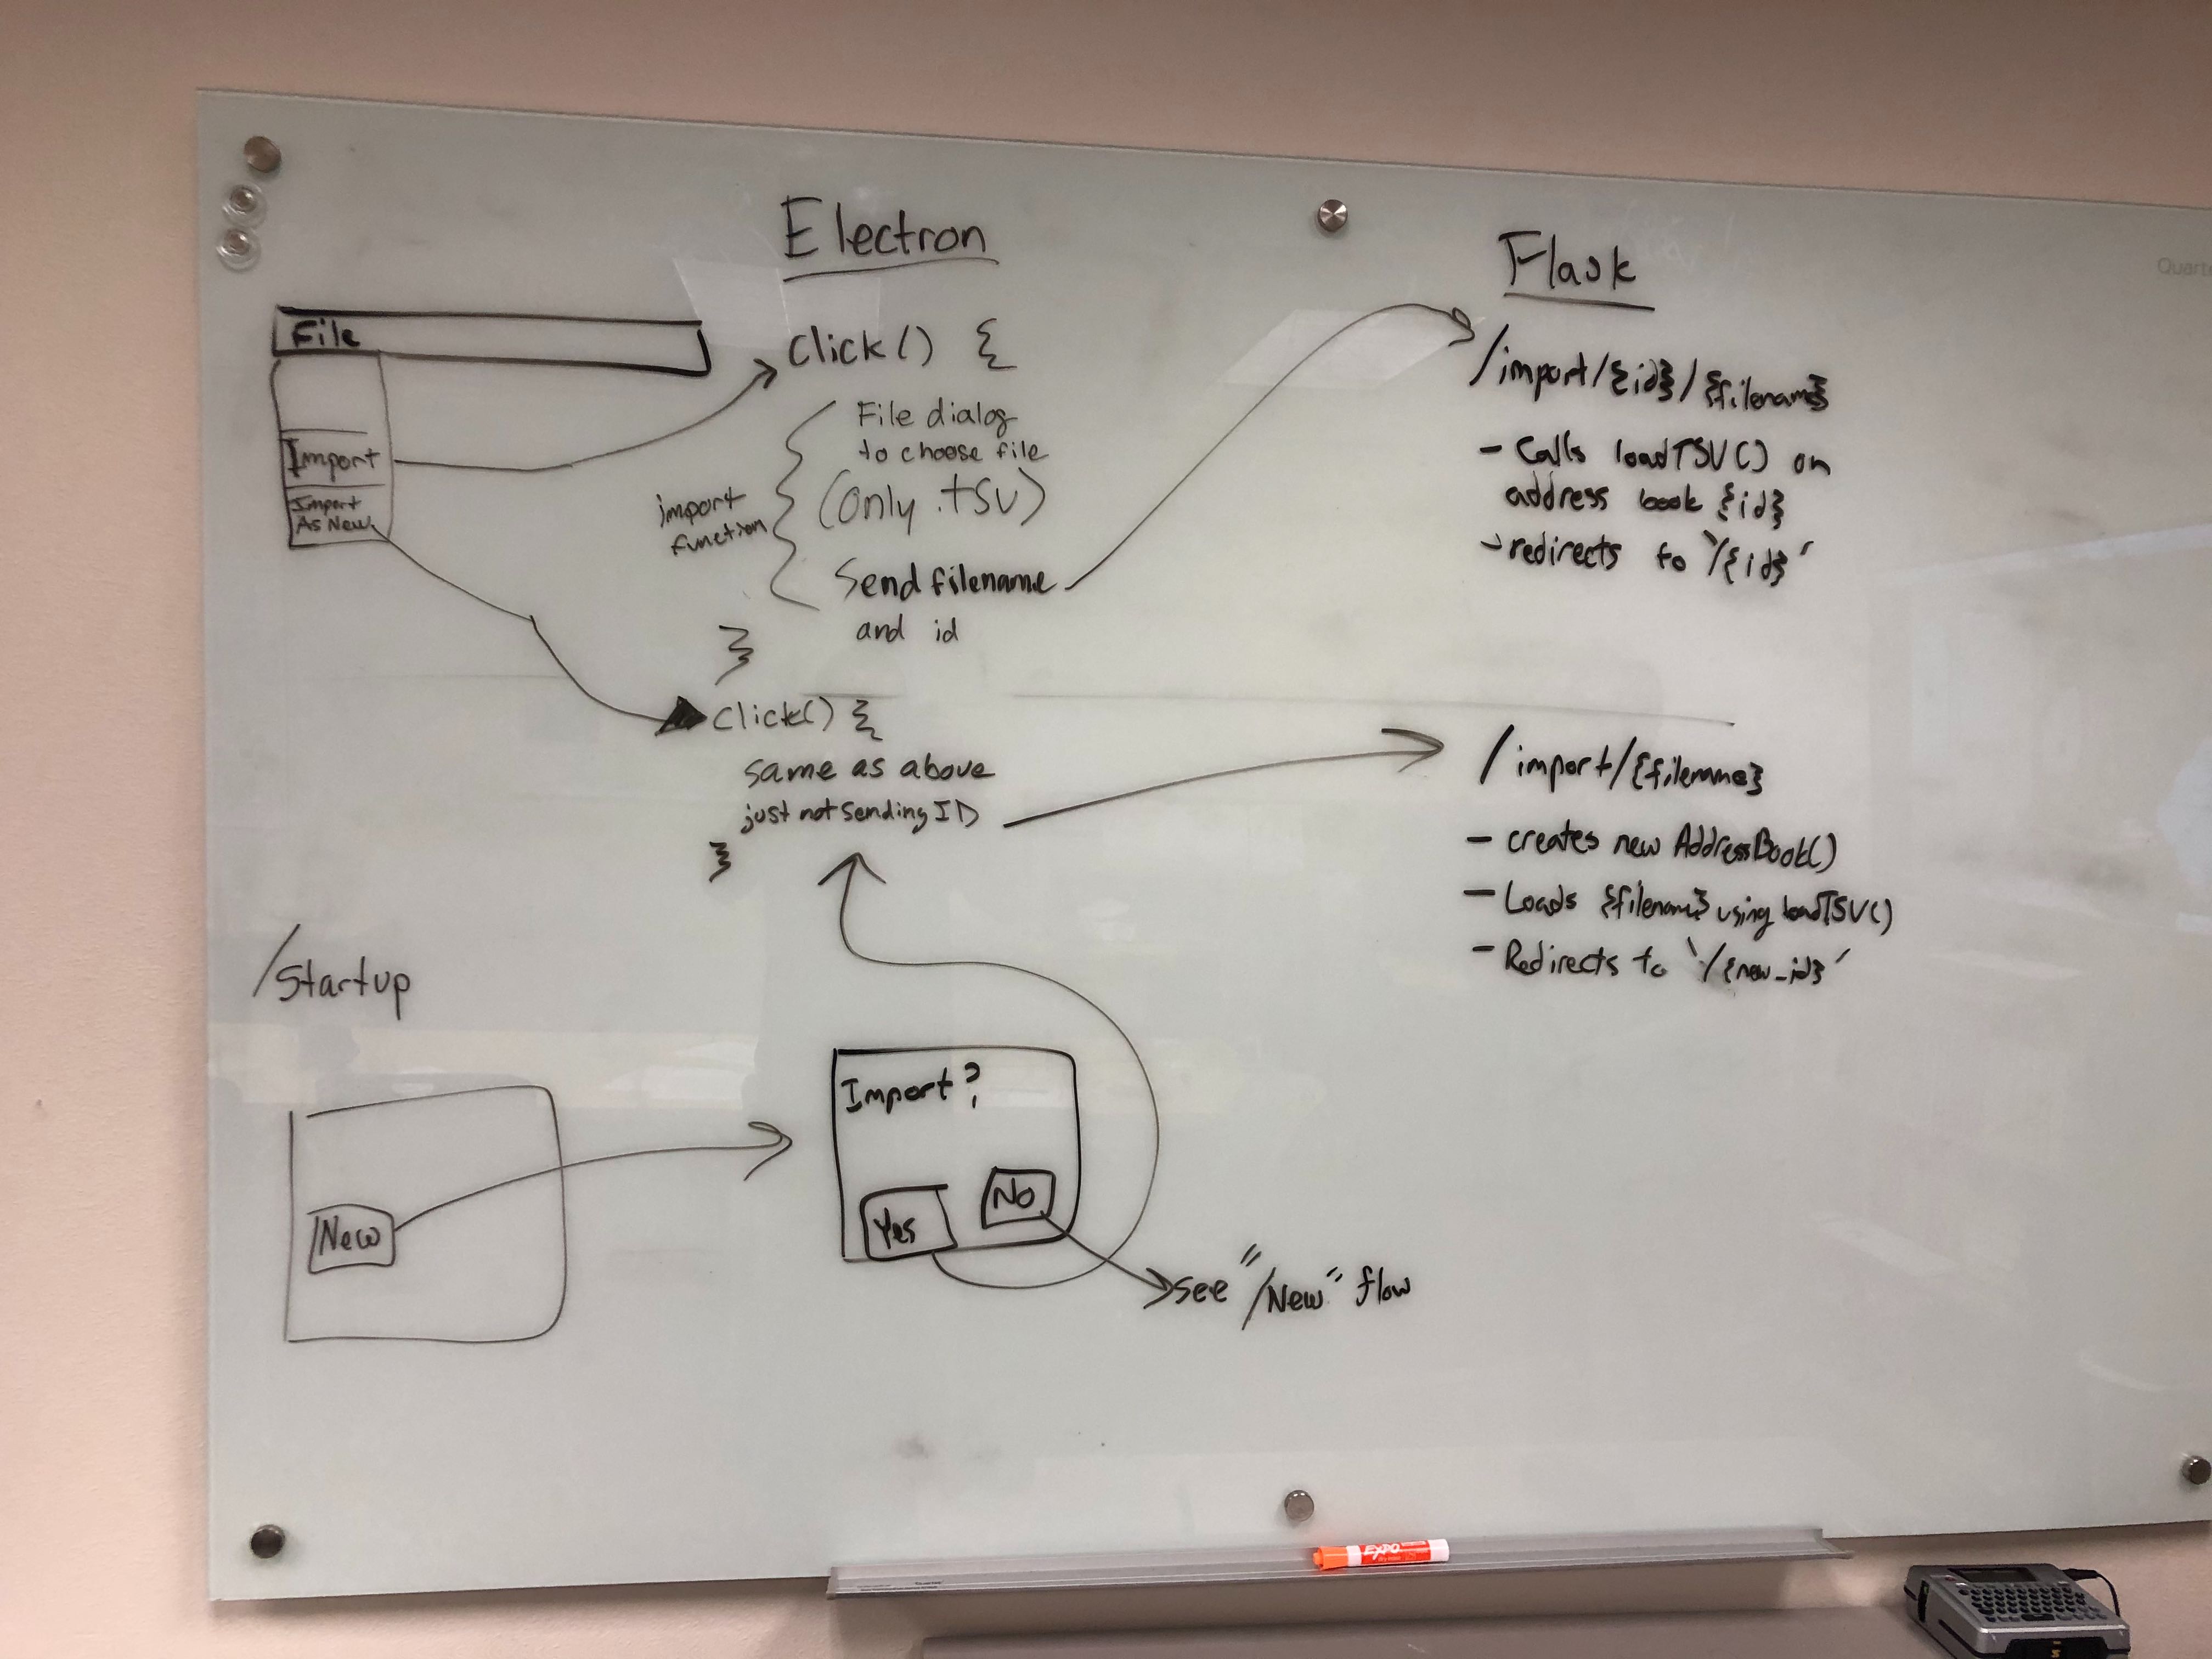 Electron
Flask
File
Import
Import
As New
click() {
File dialog
to choose file
(Only .tsv)
import
function
Send filename
and id
}
/import/{id}/{filename}
- Calls loadTSV() on
address book {id}
- redirects to `/{id}'
click() {
same as above
just not sending ID
}
/import/{filename}
- creates new AddressBook()
- Loads {filename} using loadTSV()
- Redirects to `/{new_id}'
/Startup
New
Import?
Yes
No
see "/New" flow
Quarte
EXPO